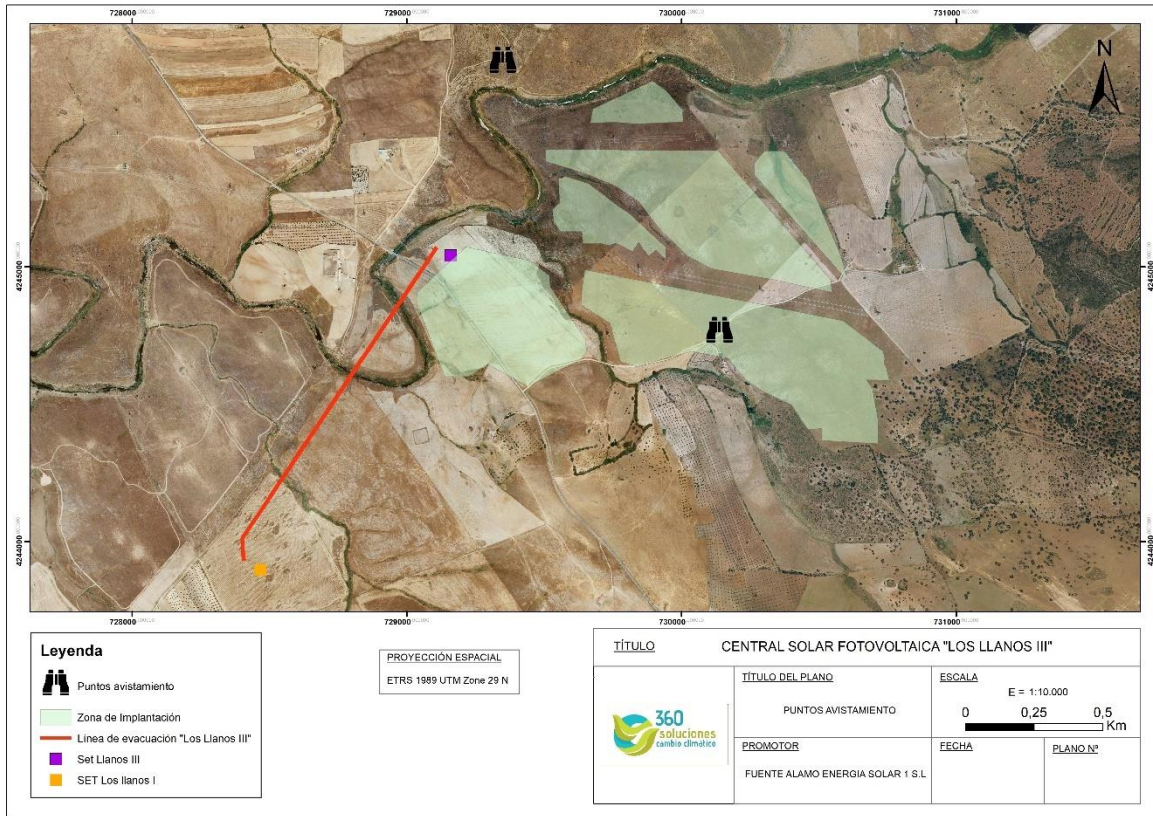 728000
729000
730000
731000
N
4245000
4245000
4244000
4244000
728000
729000
730000
731000
Leyenda
Puntos avistamiento
Zona de Implantación
Línea de evacuación "Los Llanos III"
Set Llanos III
SET Los llanos I
PROYECCIÓN ESPACIAL
ETRS 1989 UTM Zone 29 N
TÍTULO
CENTRAL SOLAR FOTOVOLTAICA "LOS LLANOS III"
360
soluciones
cambio climático
TÍTULO DEL PLANO
PUNTOS AVISTAMIENTO
ESCALA
E = 1:10.000
0 0,25 0,5
Km
PROMOTOR
FUENTE ALAMO ENERGIA SOLAR 1 S.L
FECHA
PLANO Nº